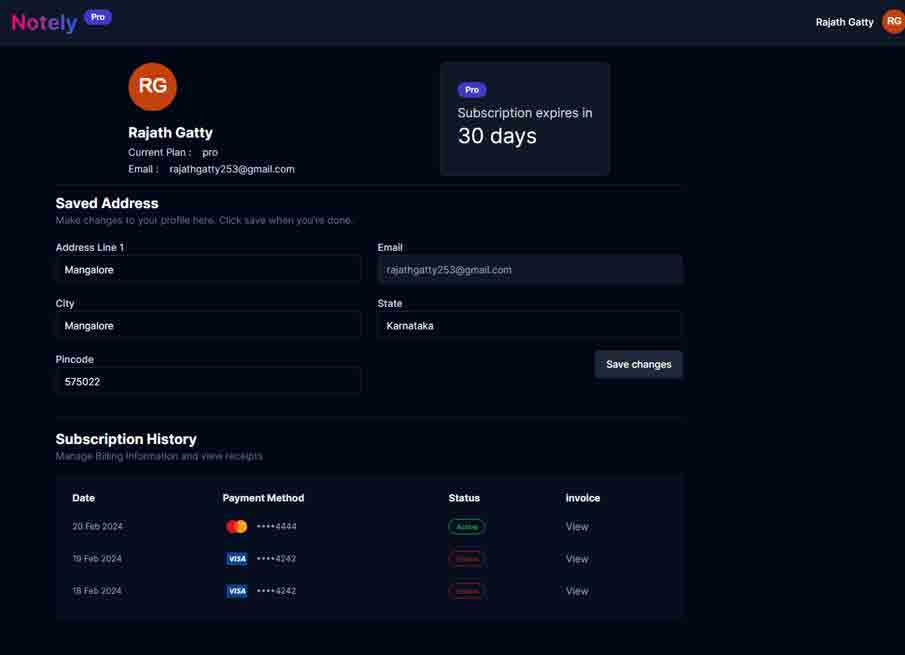 Notely Pro
Rajath Gatty RG
RG
Rajath Gatty
Current Plan : pro
Email : rajathgatty253@gmail.com
Pro
Subscription expires in
30 days
Saved Address
Make changes to your profile here. Click save when you're done.
Address Line 1
Mangalore
Email
rajathgatty253@gmail.com
City
Mangalore
State
Karnataka
Pincode
575022
Save changes
Subscription History
Manage Billing Information and view receipts
Date Payment Method Status invoice
20 Feb 2024 ••••4444 Active View
19 Feb 2024 VISA ••••4242 View
18 Feb 2024 VISA ••••4242 View